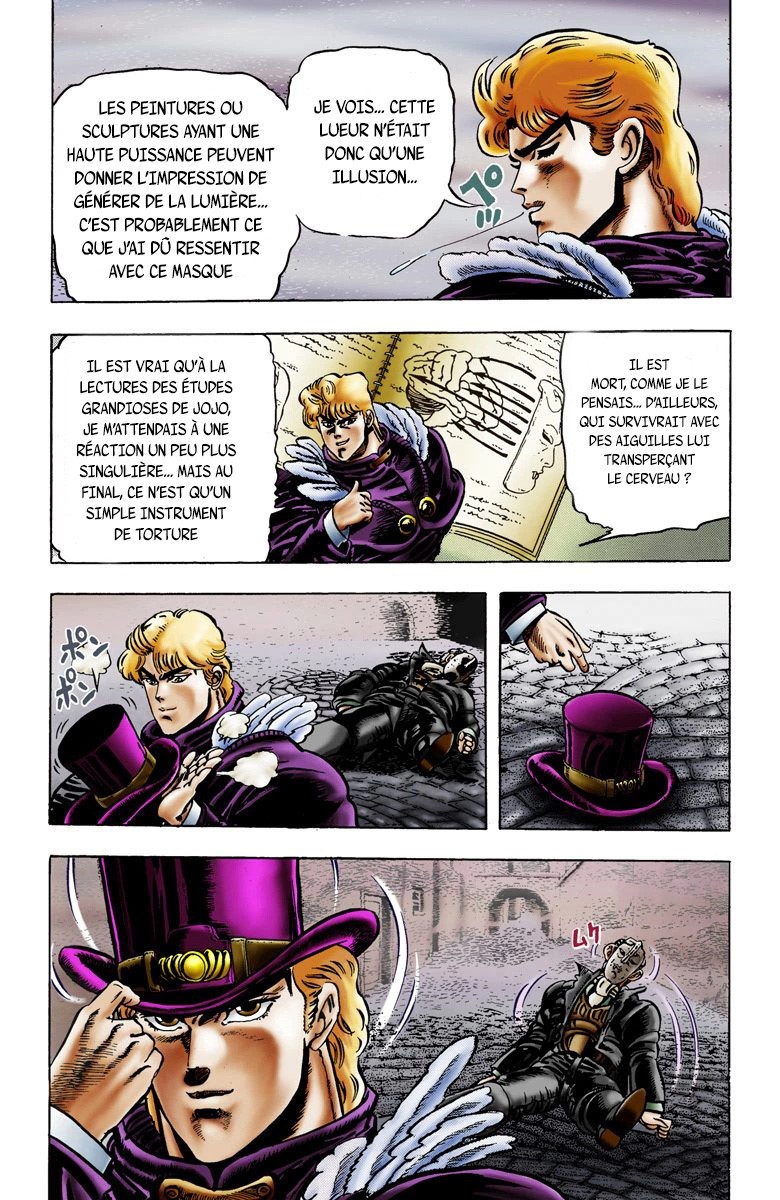 JE VOIS... CETTE
LUEUR N'ÉTAIT
DONC QU'UNE
ILLUSION...
LES PEINTURES OU
SCULPTURES AYANT UNE
HAUTE PUISSANCE PEUVENT
DONNER L'IMPRESSION DE
GÉNÉRER DE LA LUMIÈRE...
C'EST PROBABLEMENT CE
QUE J'AI DÛ RESSENTIR
AVEC CE MASQUE
プッ
IL EST
MORT, COMME JE LE
PENSAIS... D'AILLEURS,
QUI SURVIVRAIT AVEC
DES AIGUILLES LUI
TRANSPERÇANT
LE CERVEAU ?
IL EST VRAI QU'À LA
LECTURES DES ÉTUDES
GRANDIOSES DE JOJO,
JE M'ATTENDAIS À UNE
RÉACTION UN PEU PLUS
SINGULIÈRE... MAIS AU
FINAL, CE N'EST QU'UN
SIMPLE INSTRUMENT
DE TORTURE
ポン
ポン
ムク